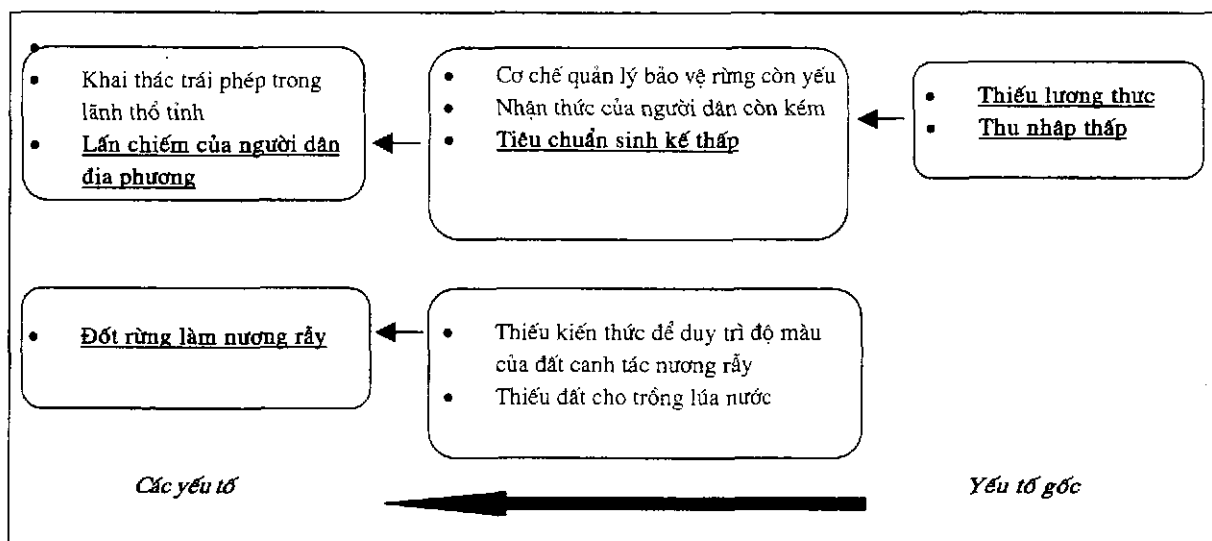 • Khai thác trái phép trong
lãnh thổ tỉnh
• Lấn chiếm của người dân
địa phương
• Cơ chế quản lý bảo vệ rừng còn yếu
• Nhận thức của người dân còn kém
• Tiêu chuẩn sinh kế thấp
• Thiếu lương thưc
• Thu nhâp thấp
• Đốt rừng làm nương rẫy
• Thiếu kiến thức để duy trì độ màu
của đất canh tác nương rẫy
• Thiếu đất cho trồng lúa nước
Các yếu tố
Yếu tố gốc